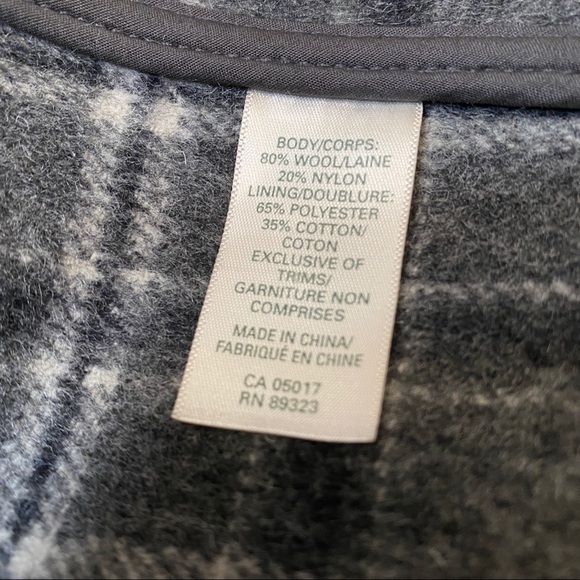 BODY/CORPS:
80% WOOL/LAINE
20% NYLON
LINING/DOUBLURE:
65% POLYESTER
35% COTTON/
COTON
EXCLUSIVE OF
TRIMS/
GARNITURE NON
COMPRISES
MADE IN CHINA/
FABRIQUÉ EN CHINE
CA 05017
RN 89323